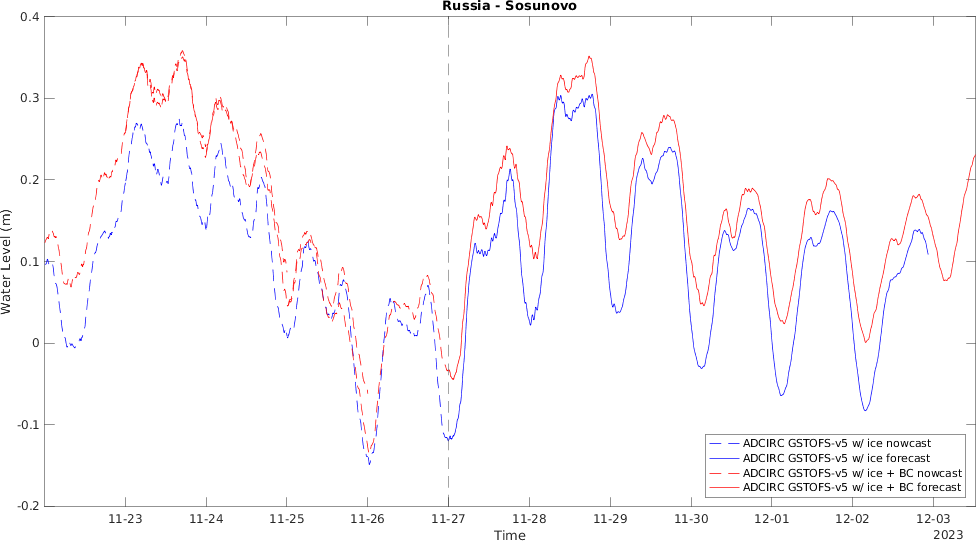 Russia - Sosunovo
0.4
0.3
0.2
0.1
0
-0.1
-0.2
Water Level (m)
11-23 11-24 11-25 11-26 11-27 11-28 11-29 11-30 12-01 12-02 12-03
Time
2023
ADCIRC GSTOFS-v5 w/ ice nowcast
ADCIRC GSTOFS-v5 w/ ice forecast
ADCIRC GSTOFS-v5 w/ ice + BC nowcast
ADCIRC GSTOFS-v5 w/ ice + BC forecast